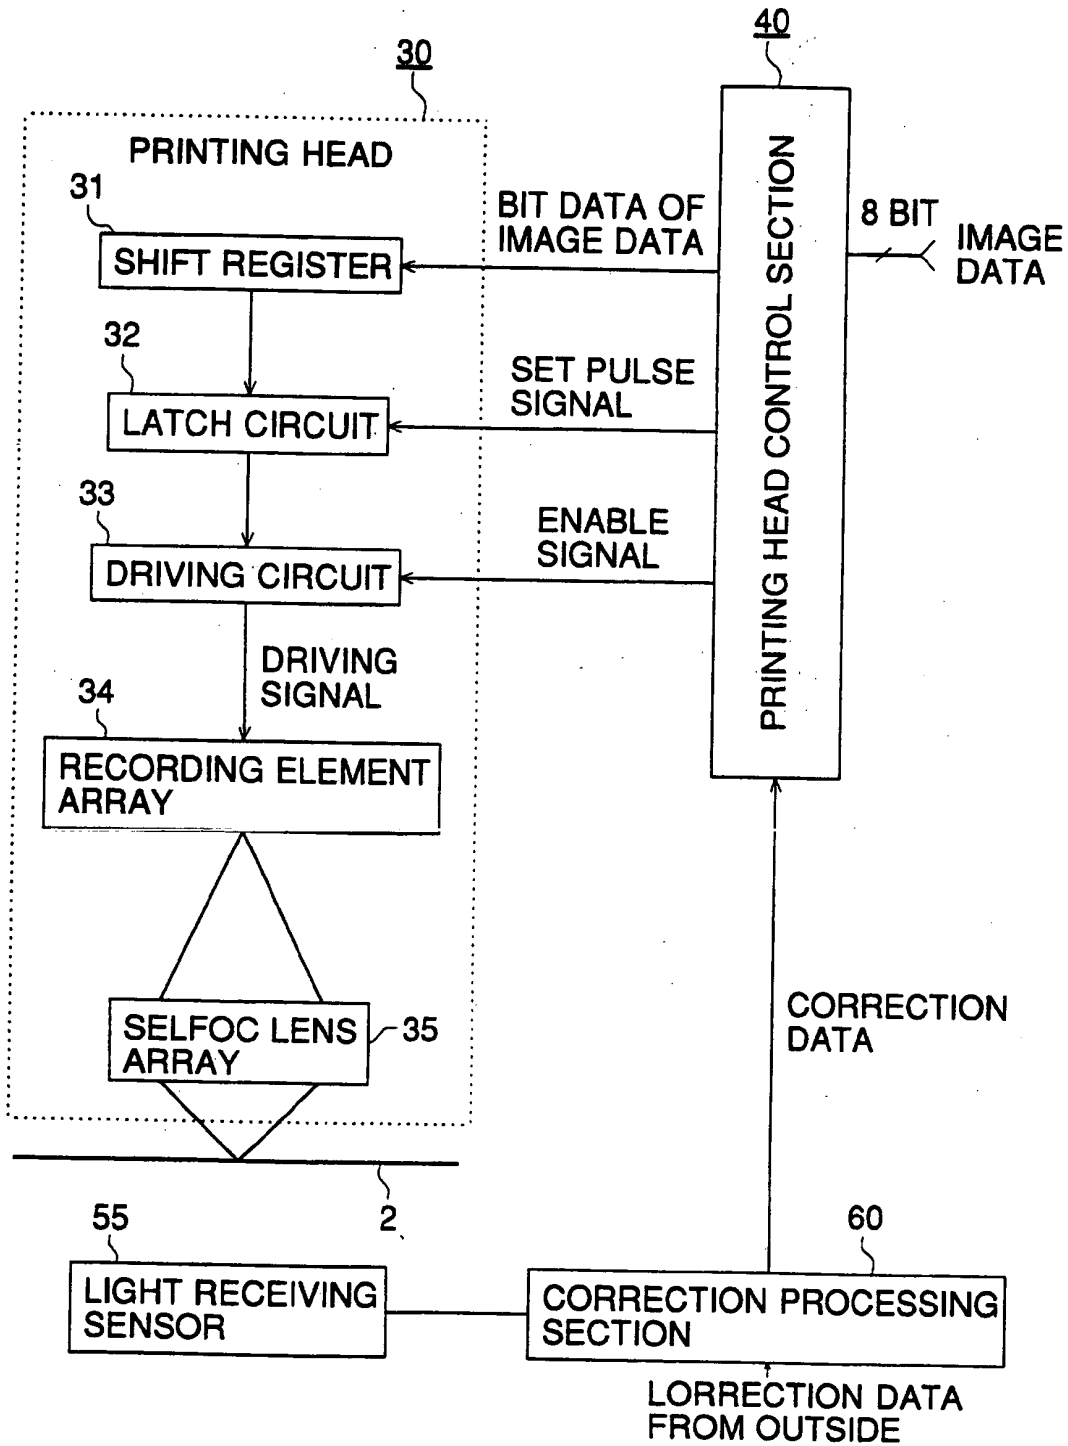 40
30
PRINTING HEAD
31
SHIFT REGISTER
BIT DATA OF
IMAGE DATA
8 BIT
IMAGE
DATA
PRINTING HEAD CONTROL SECTION
32
LATCH CIRCUIT
SET PULSE
SIGNAL
33
DRIVING CIRCUIT
ENABLE
SIGNAL
DRIVING
SIGNAL
34
RECORDING ELEMENT
ARRAY
SELFOC LENS
ARRAY
35
CORRECTION
DATA
2
55
LIGHT RECEIVING
SENSOR
60
CORRECTION PROCESSING
SECTION
LORRECTION DATA
FROM OUTSIDE